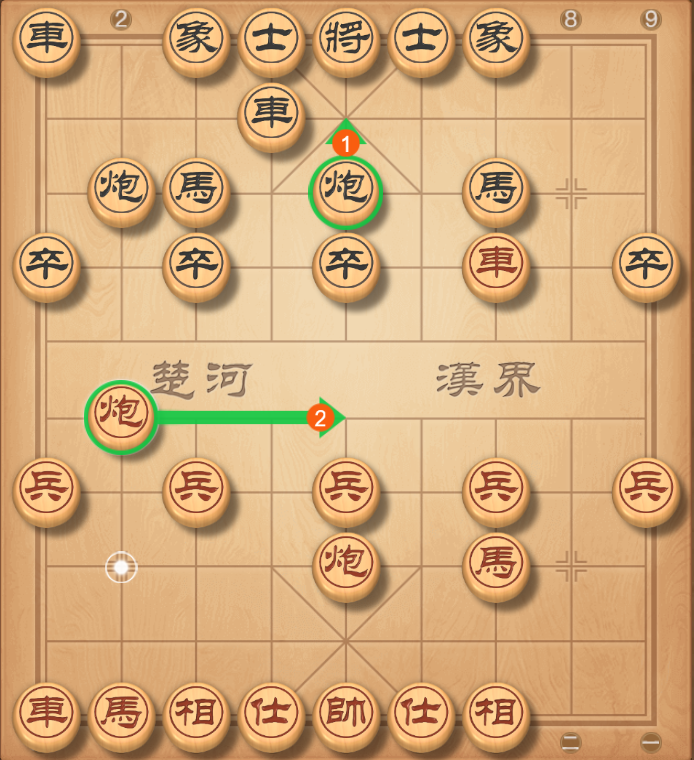 車 2 象 士 將 士 象 8 9
車
1
炮 馬 炮 馬
卒 卒 卒 車 卒
楚河 漢界
炮 2
兵 兵 兵 兵 兵
炮 馬
車 馬 相 仕 帥 仕 相 二 一